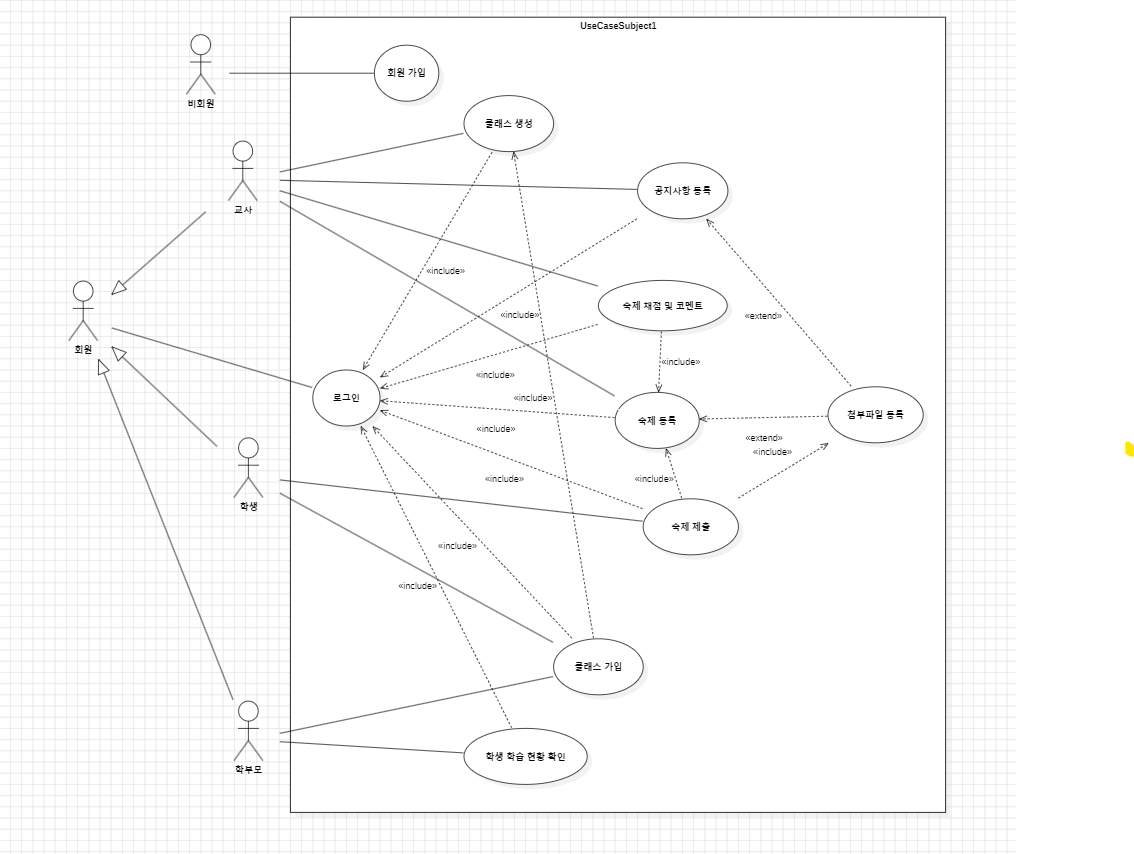 UseCaseSubject1
비회원
회원 가입
클래스 생성
교사
공지사항 등록
«include»
숙제 채점 및 코멘트
«include»
«extend»
회원
«include»
«include»
로그인
«include»
숙제 등록
첨부파일 등록
«include»
«extend»
«include»
«include»
«include»
학생
숙제 제출
«include»
«include»
클래스 가입
학생 학습 현황 확인
학부모